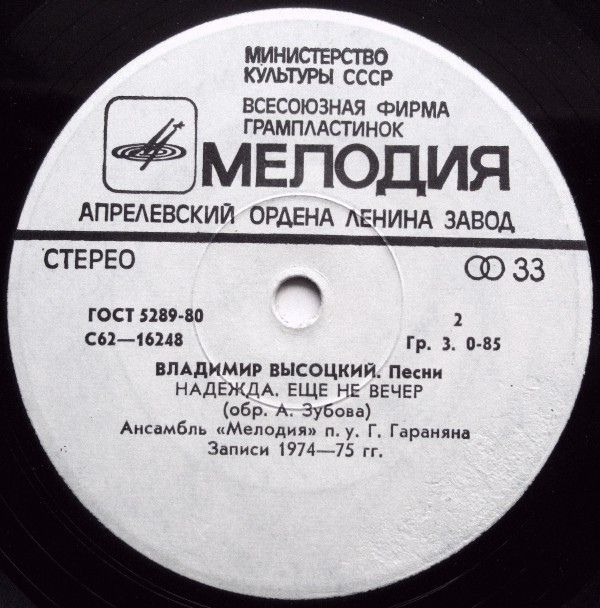 МИНИСТЕРСТВО
КУЛЬТУРЫ СССР
ВСЕСОЮЗНАЯ ФИРМА
ГРАМПЛАСТИНОК
МЕЛОДИЯ
АПРЕЛЕВСКИЙ ОРДЕНА ЛЕНИНА ЗАВОД
СТЕРЕО 33
ГОСТ 5289-80 2
С62—16248 Гр. 3. 0-85
ВЛАДИМИР ВЫСОЦКИЙ. Песни
НАДЕЖДА. ЕЩЕ НЕ ВЕЧЕР
(обр. А. Зубова)
Ансамбль «Мелодия» п. у. Г. Гараняна
Записи 1974—75 гг.